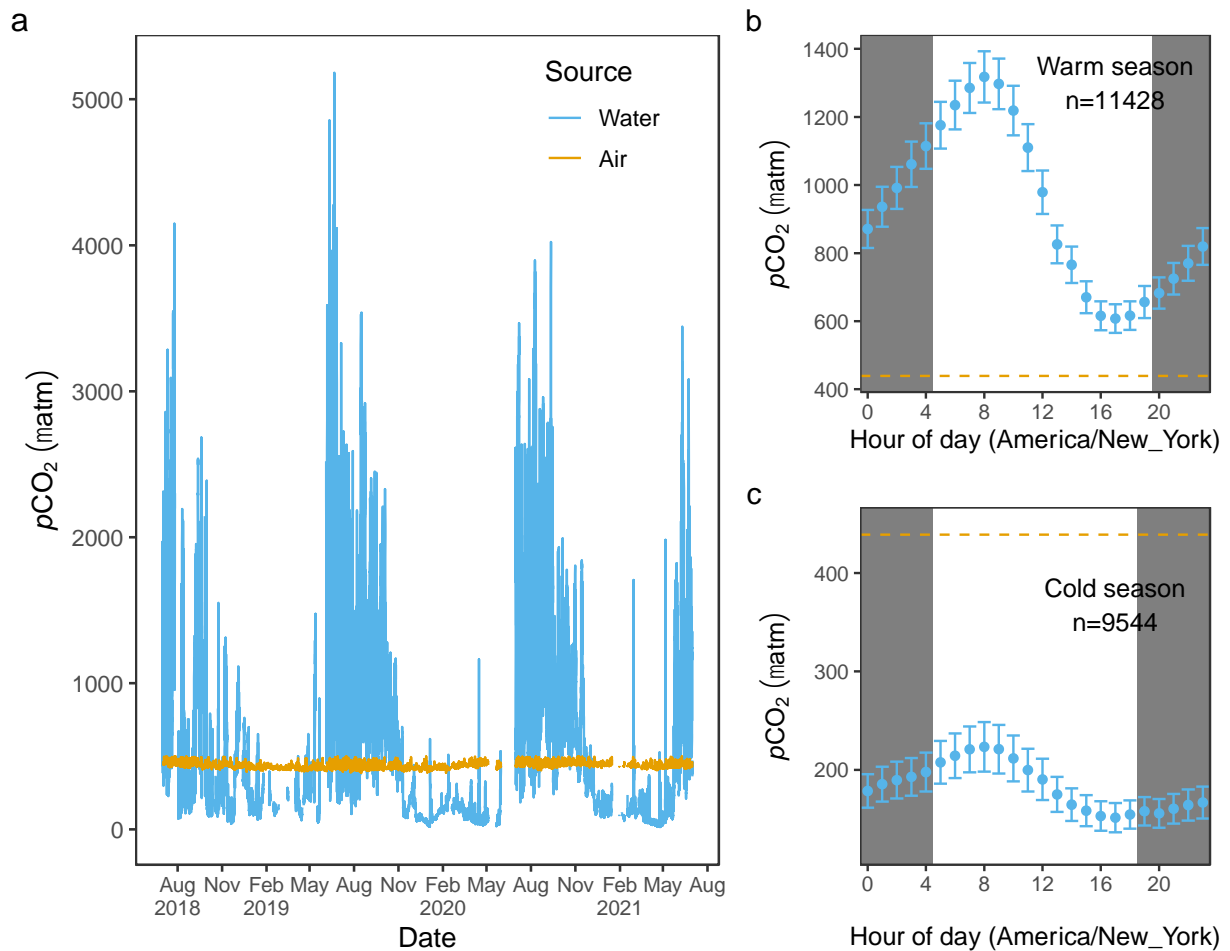 a
5000
4000
3000
2000
1000
0
pCO₂ (matm)
Source
Water
Air
Aug Nov Feb May Aug Nov Feb May Aug Nov Feb May Aug
2018 2019 2020 2021
Date
b
1400
1200
1000
800
600
400
pCO₂ (matm)
Warm season
n=11428
0 4 8 12 16 20
Hour of day (America/New_York)
c
400
300
200
pCO₂ (matm)
Cold season
n=9544
0 4 8 12 16 20
Hour of day (America/New_York)